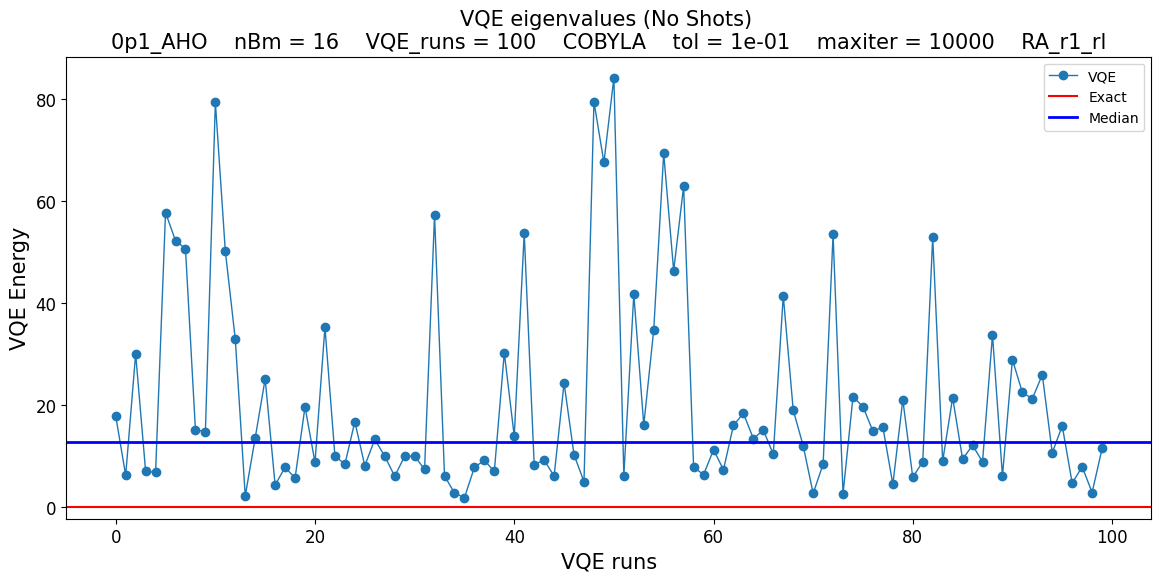 VQE eigenvalues (No Shots)
0p1_AHO nBm = 16 VQE_runs = 100 COBYLA tol = 1e-01 maxiter = 10000 RA_r1_rl
VQE
Exact
Median
VQE Energy
80
60
40
20
0
0 20 40 60 80 100
VQE runs